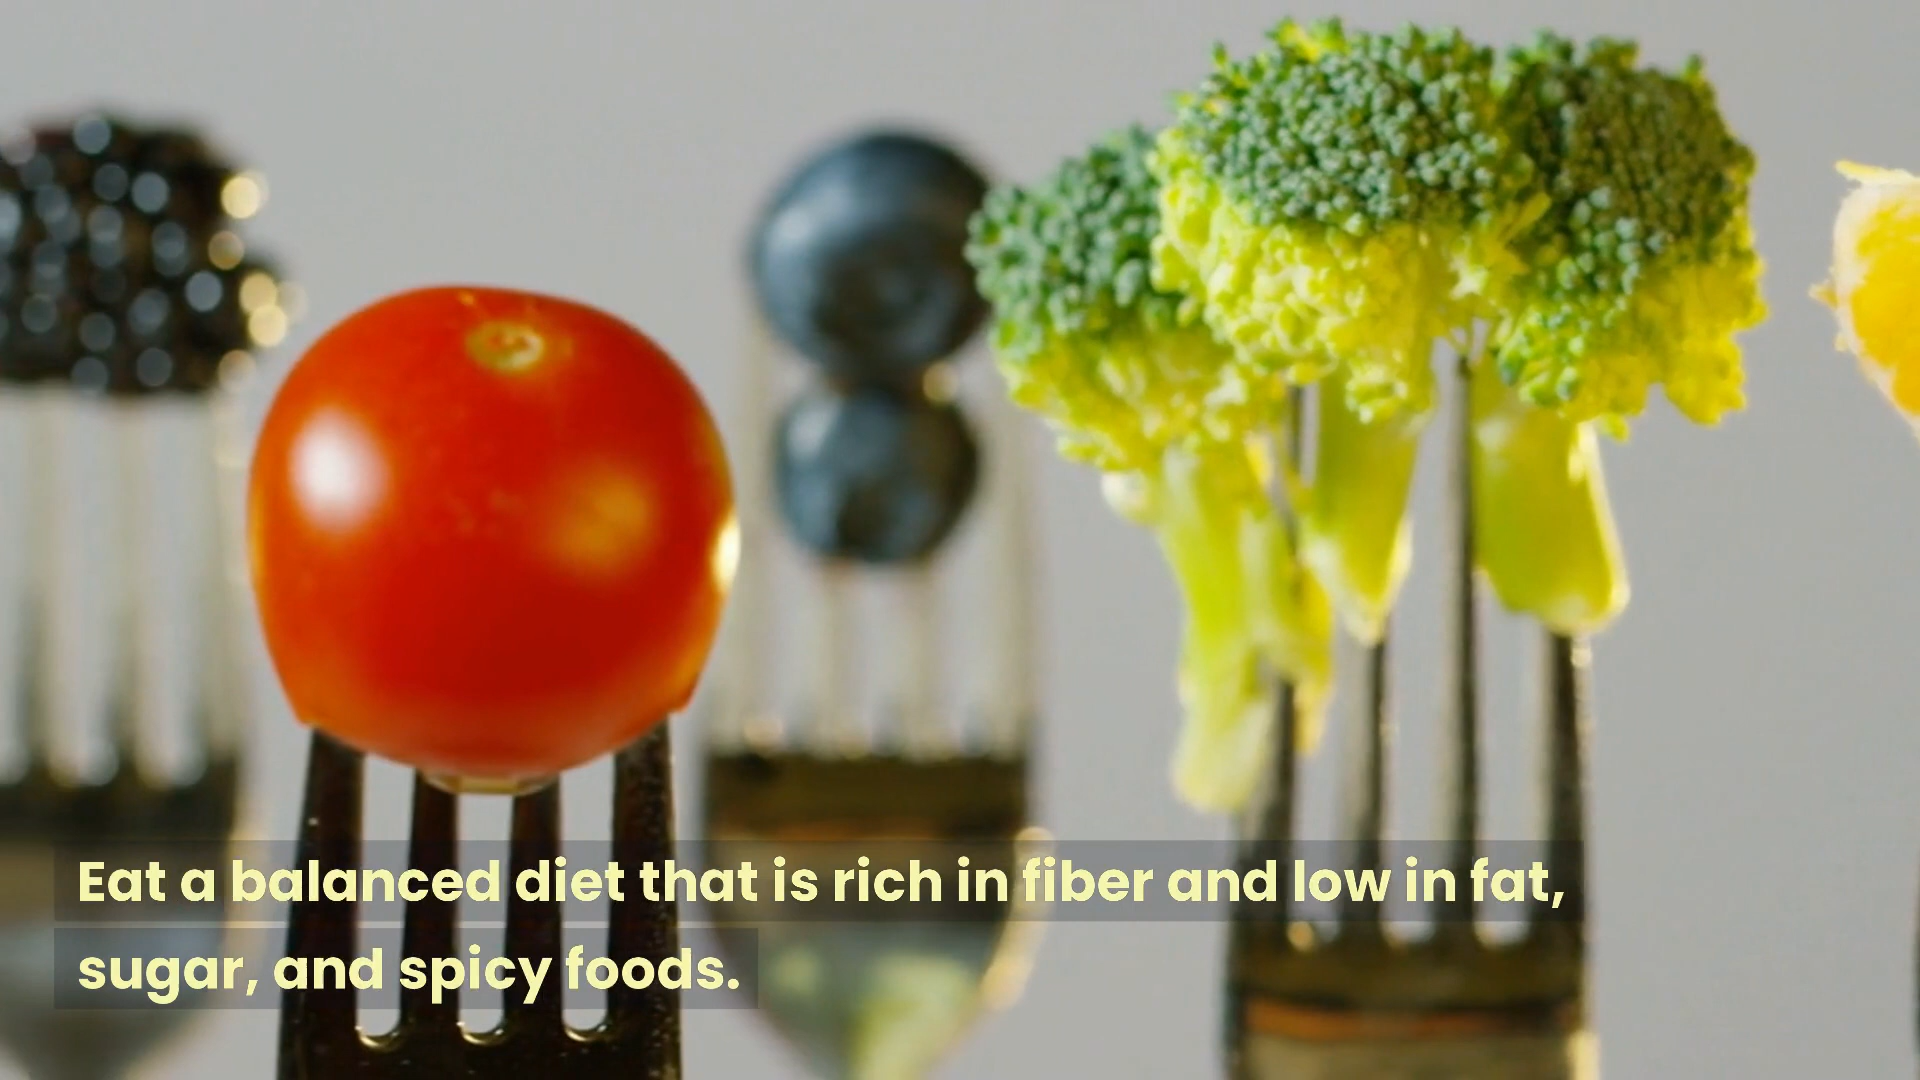 Eat a balanced diet that is rich in fiber and low in fat,
sugar, and spicy foods.